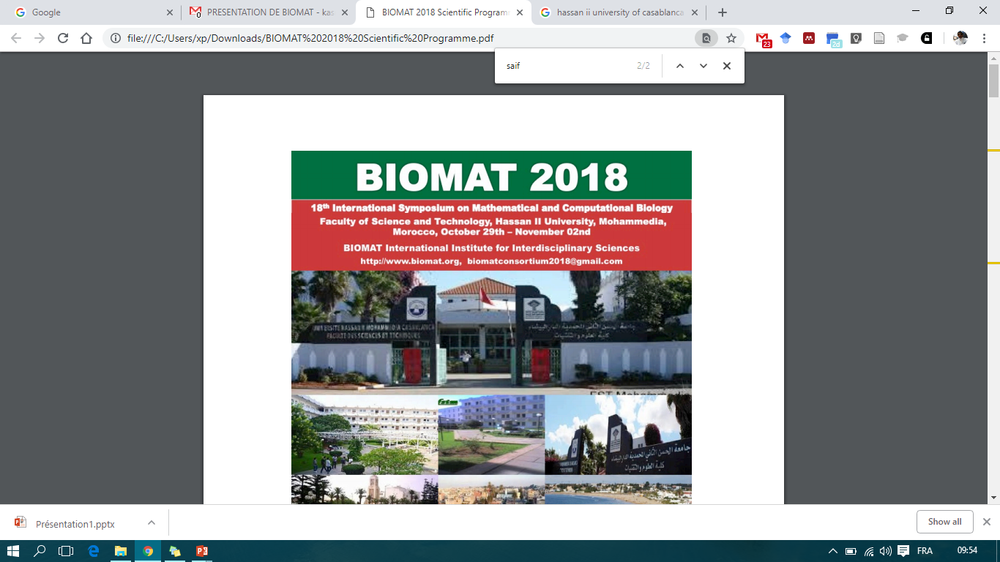 Google
PRESENTATION DE BIOMAT - kas
BIOMAT 2018 Scientific Programm
hassan ii university of casablanca
file:///C:/Users/xp/Downloads/BIOMAT%202018%20Scientific%20Programme.pdf
23
2d
saif
2/2
BIOMAT 2018
18th International Symposium on Mathematical and Computational Biology
Faculty of Science and Technology, Hassan II University, Mohammedia,
Morocco, October 29th – November 02nd
BIOMAT International Institute for Interdisciplinary Sciences
http://www.biomat.org, biomatconsortium2018@gmail.com
UNIVERSITE HASSAN II MOHAMMEDIA CASABLANCA
FACULTE DES SCIENCES ET TECHNIQUES
جامعة الحسن الثاني المحمدية الدار البيضاء
كلية العلوم والتقنيات
FST Mohammedia
جامعة الحسن الثاني المحمدية الدار البيضاء
كلية العلوم والتقنيات
Présentation1.pptx
Show all
FRA
09:54